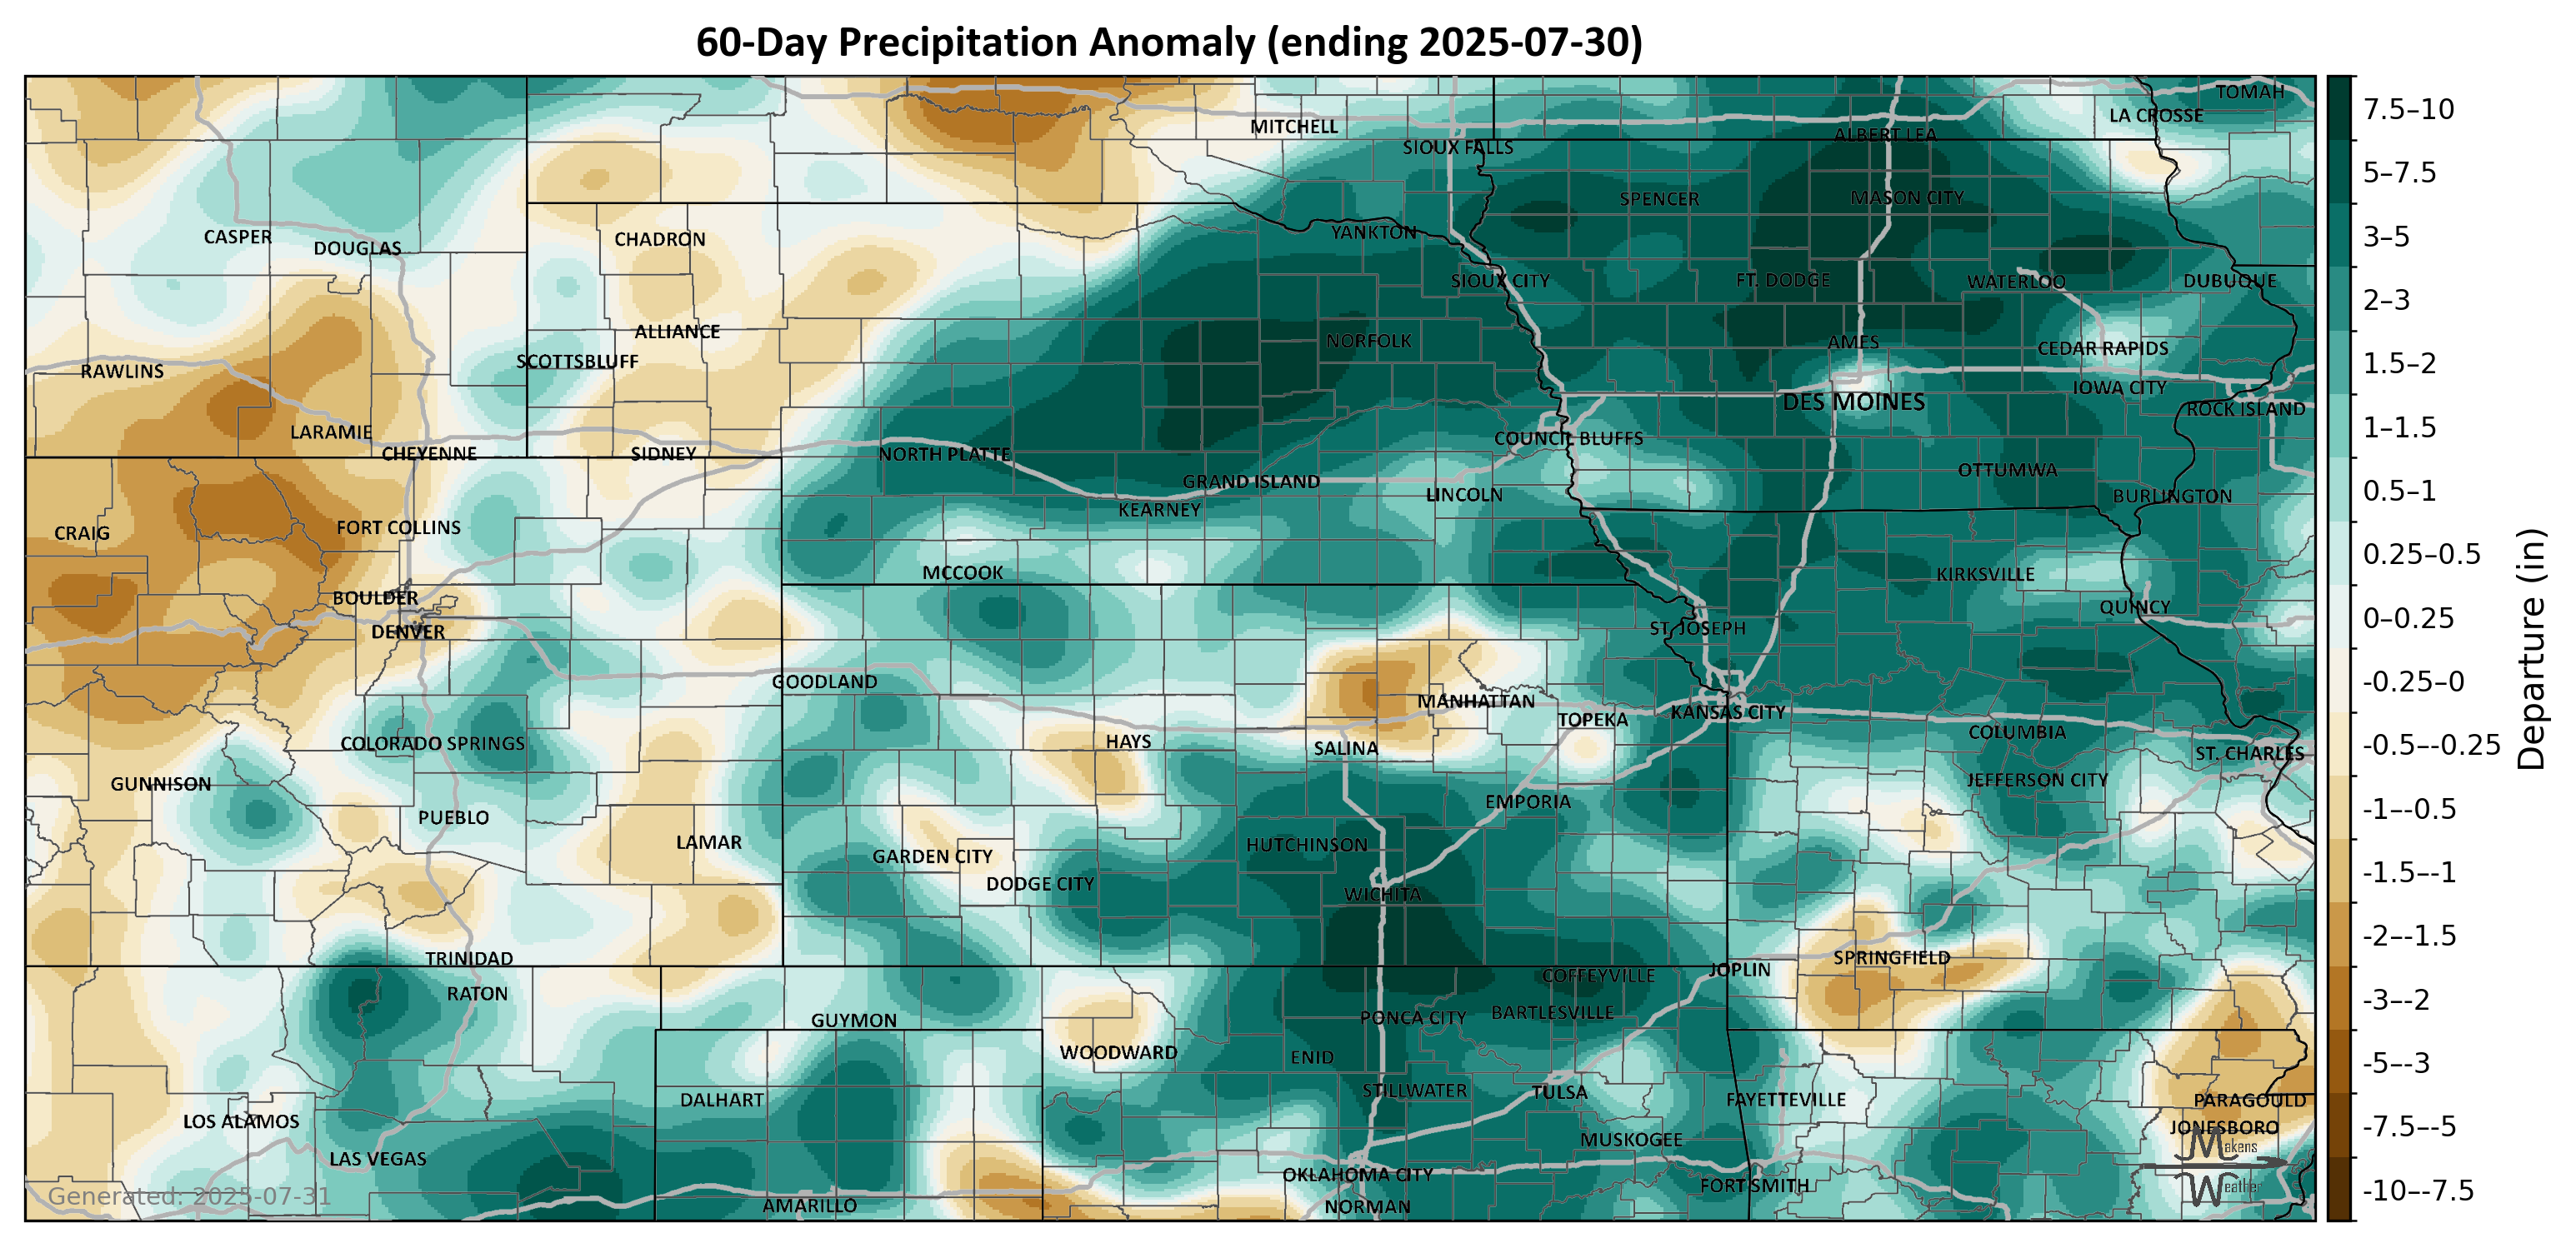 60-Day Precipitation Anomaly (ending 2025-07-30)
TOMAH
LA CROSSE
MITCHELL
ALBERT LEA
SIOUX FALLS
SPENCER
MASON CITY
CASPER
DOUGLAS
CHADRON
YANKTON
SIOUX CITY
FT. DODGE
WATERLOO
DUBUQUE
ALLIANCE
NORFOLK
AMES
CEDAR RAPIDS
SCOTTSBLUFF
RAWLINS
IOWA CITY
DES MOINES
ROCK ISLAND
LARAMIE
COUNCIL BLUFFS
CHEYENNE
SIDNEY
NORTH PLATTE
OTTUMWA
GRAND ISLAND
LINCOLN
BURLINGTON
KEARNEY
CRAIG
FORT COLLINS
MCCOOK
KIRKSVILLE
BOULDER
QUINCY
DENVER
ST. JOSEPH
GOODLAND
MANHATTAN
TOPEKA
KANSAS CITY
COLUMBIA
COLORADO SPRINGS
HAYS
SALINA
ST. CHARLES
GUNNISON
JEFFERSON CITY
EMPORIA
PUEBLO
LAMAR
HUTCHINSON
GARDEN CITY
DODGE CITY
WICHITA
TRINIDAD
SPRINGFIELD
JOPLIN
COFFEYVILLE
RATON
BARTLESVILLE
PONCA CITY
GUYMON
WOODWARD
ENID
STILLWATER
TULSA
DALHART
FAYETTEVILLE
PARAGOULD
LOS ALAMOS
JONESBORO
MUSKOGEE
LAS VEGAS
OKLAHOMA CITY
FORT SMITH
AMARILLO
NORMAN
Generated: 2025-07-31
Makens
Weather
7.5–10
5–7.5
3–5
2–3
1.5–2
1–1.5
0.5–1
0.25–0.5
0–0.25
-0.25–0
-0.5–-0.25
-1–-0.5
-1.5–-1
-2–-1.5
-3–-2
-5–-3
-7.5–-5
-10–-7.5
Departure (in)